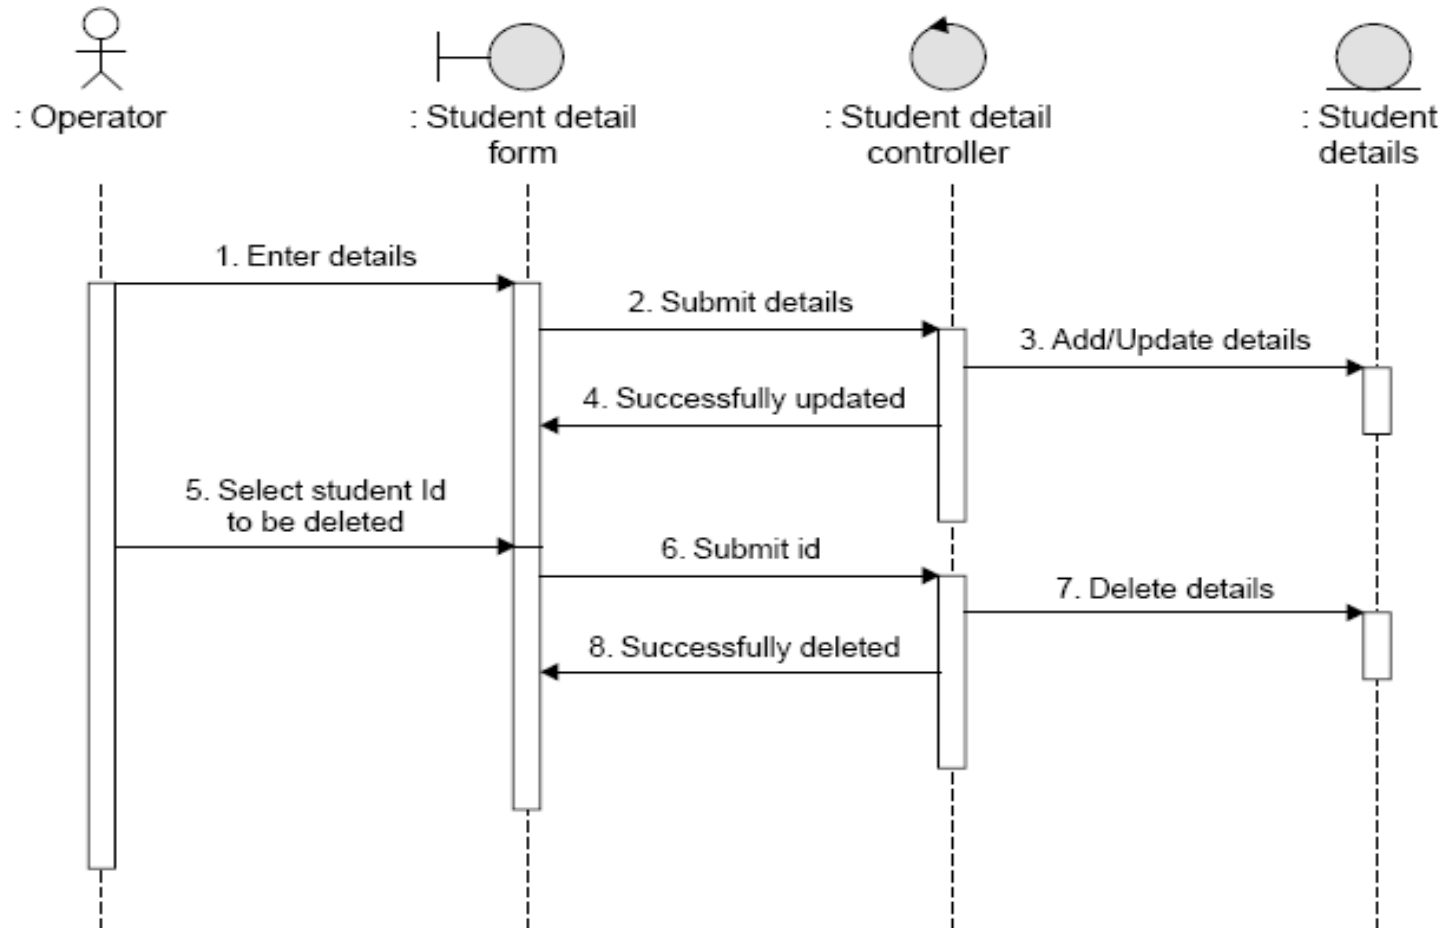 : Operator
: Student detail
form
: Student detail
controller
: Student
details
1. Enter details
2. Submit details
3. Add/Update details
4. Successfully updated
5. Select student Id
to be deleted
6. Submit id
7. Delete details
8. Successfully deleted